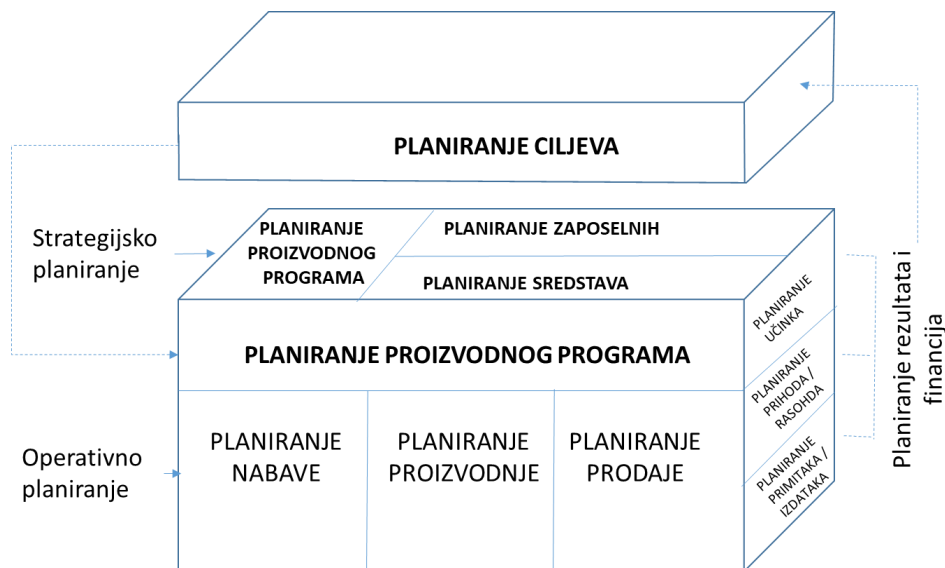 PLANIRANJE CILJEVA
Strategijsko
planiranje
PLANIRANJE
PROIZVODNOG
PROGRAMA
PLANIRANJE ZAPOSELNIH
PLANIRANJE SREDSTAVA
PLANIRANJE PROIZVODNOG PROGRAMA
Operativno
planiranje
PLANIRANJE
NABAVE
PLANIRANJE
PROIZVODNJE
PLANIRANJE
PRODAJE
PLANIRANJE
UČINKA
PLANIRANJE
PRIHODA /
RASOHDA
PLANIRANJE
PRIMITAKA /
IZDATAKA
Planiranje rezultata i
financija